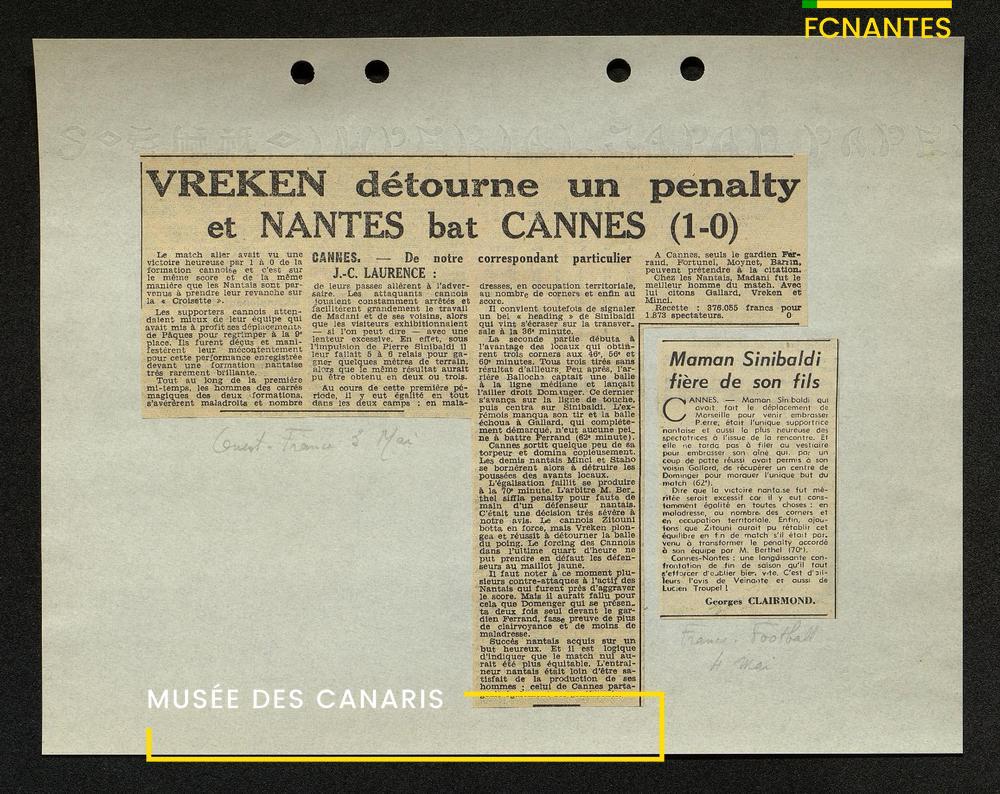 FCNANTES
VREKEN détourne un penalty
et NANTES bat CANNES (1-0)
Le match aller avait vu une
victoire heureuse par 1 à 0 de la
formation cannoise et c'est sur
le même score et de la même
manière que les Nantais sont par-
venus à prendre leur revanche sur
la « Croisette ».
Les supporters cannois atten-
daient mieux de leur équipe qui
avait mis à profit ses déplacements
de Pâques pour regrimper à la 9e
place. Ils furent déçus et mani-
festèrent leur mécontentement
pour cette performance enregistrée
devant une formation nantaise
très rarement brillante.
Tout au long de la première
mi-temps, les hommes des carrés
magiques des deux formations,
s'avérèrent maladroits et nombre
CANNES. — De notre correspondant particulier
J.-C. LAURENCE :
de leurs passes allèrent à l'adver-
saire. Les attaquants cannois
jouaient constamment arrêtés et
facilitèrent grandement le travail
de Madani et de ses voisins, alors
que les visiteurs exhibitionnaient
— si l'on peut dire — avec une
lenteur excessive. En effet, sous
l'impulsion de Pierre Sinibaldi il
leur fallait 5 à 6 relais pour ga-
gner quelques mètres de terrain,
alors que le même résultat aurait
pu être obtenu en deux ou trois.
Au cours de cette première pé-
riode, il y eut égalité en tout
dans les deux camps : en mala-
dresses, en occupation territoriale,
au nombre de corners et enfin au
score.
Il convient toutefois de signaler
un bel « heading » de Sinibaldi
qui vint s'écraser sur la transver-
sale à la 36e minute.
La seconde partie débuta à
l'avantage des locaux qui obtin-
rent trois corners aux 46e, 56e et
60e minutes. Tous trois tirés sans
résultat d'ailleurs. Peu après, l'ar-
rière Balloche captait une balle
à la ligne médiane et lançait
l'ailier droit Domenger. Ce dernier
s'avança sur la ligne de touche,
puis centra sur Sinibaldi. L'ex-
rémois manqua son tir et la balle
échoua à Gallard, qui, complète-
ment démarqué, n'eut aucune pei-
ne à battre Ferrand (62e minute).
Cannes sortit quelque peu de sa
torpeur et domina copieusement.
Les demis nantais Minci et Staho
se bornèrent alors à détruire les
poussées des avants locaux.
L'égalisation faillit se produire
à la 70e minute. L'arbitre M. Ber-
thel siffla penalty pour faute de
main d'un défenseur nantais.
C'était une décision très sévère à
notre avis. Le cannois Zitouni
botta en force, mais Vreken plon-
gea et réussit à détourner la balle
du poing. Le forcing des Cannois
dans l'ultime quart d'heure ne
put prendre en défaut les défen-
seurs au maillot jaune.
Il faut noter à ce moment plu-
sieurs contre-attaques à l'actif des
Nantais qui furent près d'aggraver
le score. Mais il aurait fallu pour
cela que Domenger qui se présen-
ta deux fois seul devant le gar-
dien Ferrand, fasse preuve de plus
de clairvoyance et de moins de
maladresse.
Succès nantais acquis sur un
but heureux. Et il est logique
d'indiquer que le match nul au-
rait été plus équitable. L'entraî-
neur nantais était loin d'être sa-
tisfait de la production de ses
hommes ; celui de Cannes parta-
A Cannes, seuls le gardien Fer-
rand, Fortunel, Moynet, Barzin,
peuvent prétendre à la citation.
Chez les Nantais, Madani fut le
meilleur homme du match. Avec
lui citons Gallard, Vreken et
Minci.
Recette : 376.055 francs pour
1.873 spectateurs.
Maman Sinibaldi
fière de son fils
CANNES. — Maman Sinibaldi qui
avait fait le déplacement de
Marseille pour venir embrasser
Pierre, était l'unique supportrice
nantaise et aussi la plus heureuse des
spectatrices à l'issue de la rencontre. Et
elle ne tarda pas à filer au vestiaire
pour embrasser son aîné qui, par un
coup de patte réussi avait permis à son
voisin Gallard, de récupérer un centre de
Domenger pour marquer l'unique but du
match (62e).
Dire que la victoire nantaise fut mé-
ritée serait excessif car il y eut cons-
tamment égalité en toutes choses : en
maladresse, au nombre des corners et
en occupation territoriale. Enfin, ajou-
tons que Zitouni aurait pu rétablir cet
équilibre en fin de match s'il était par-
venu à transformer le penalty accordé
à son équipe par M. Berthel (70e).
Cannes-Nantes : une languissante con-
frontation de fin de saison qu'il faut
s'efforcer d'oublier bien vite. C'est d'ail-
leurs l'avis de Veinante et aussi de
Lucien Troupel !
Georges CLAIRMOND.
Ouest France 5 Mai
France-Football
4 Mai
MUSÉE DES CANARIS